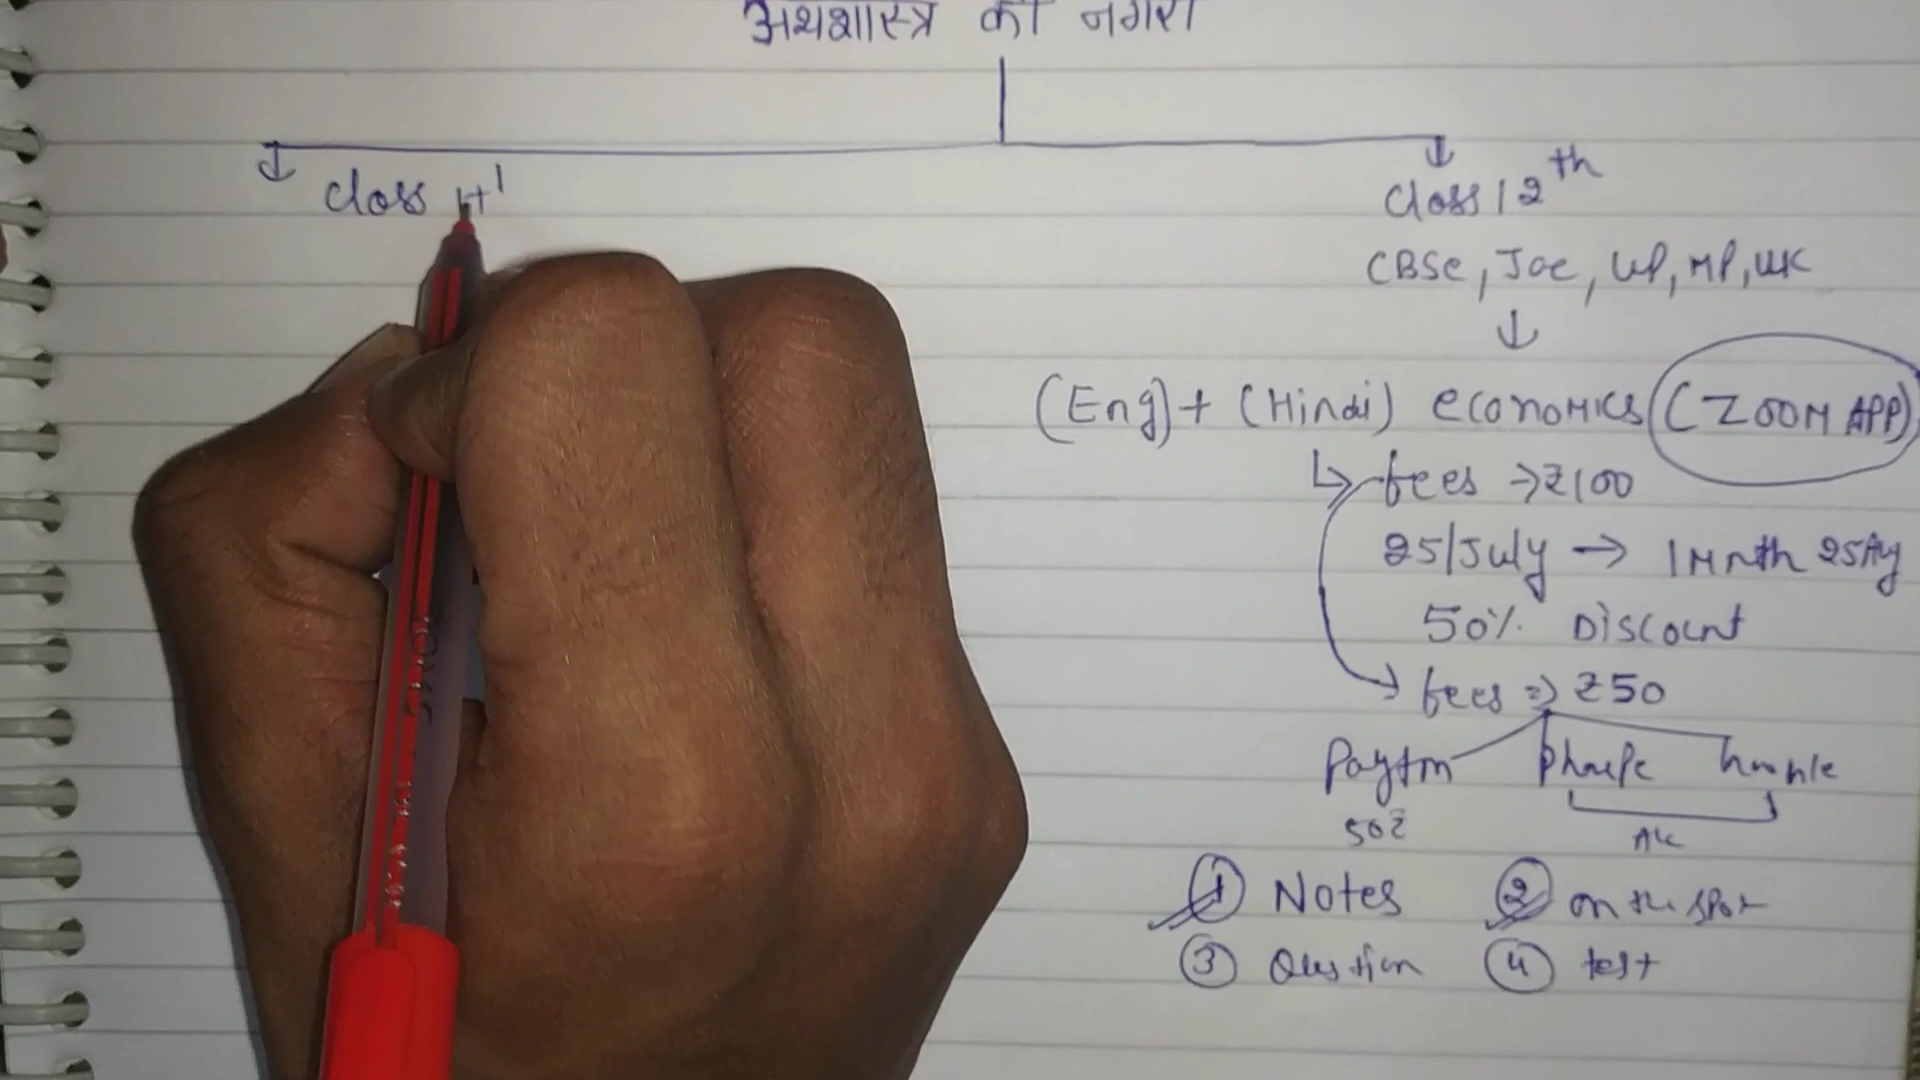 अर्थशास्त्र की नगरी
Class 11
Class 12th
CBSE, Jac, UP, MP, UK
(Eng) + (Hindi) economics (ZOOM APP)
fees → ₹100
25/July → 1 Month 25 Aug
50% Discount
fees ⇒ ₹50
Paytm Phonepe
50₹
① Notes ② on the spot
③ Question ④ test